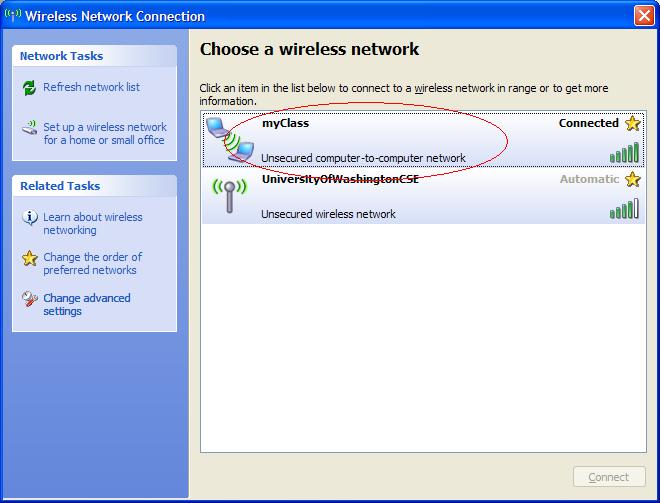 Wireless Network Connection
Network Tasks
Refresh network list
Set up a wireless network
for a home or small office
Related Tasks
Learn about wireless
networking
Change the order of
preferred networks
Change advanced
settings
Choose a wireless network
Click an item in the list below to connect to a wireless network in range or to get more
information.
myClass Connected
Unsecured computer-to-computer network
UniversityOfWashingtonCSE Automatic
Unsecured wireless network
Connect